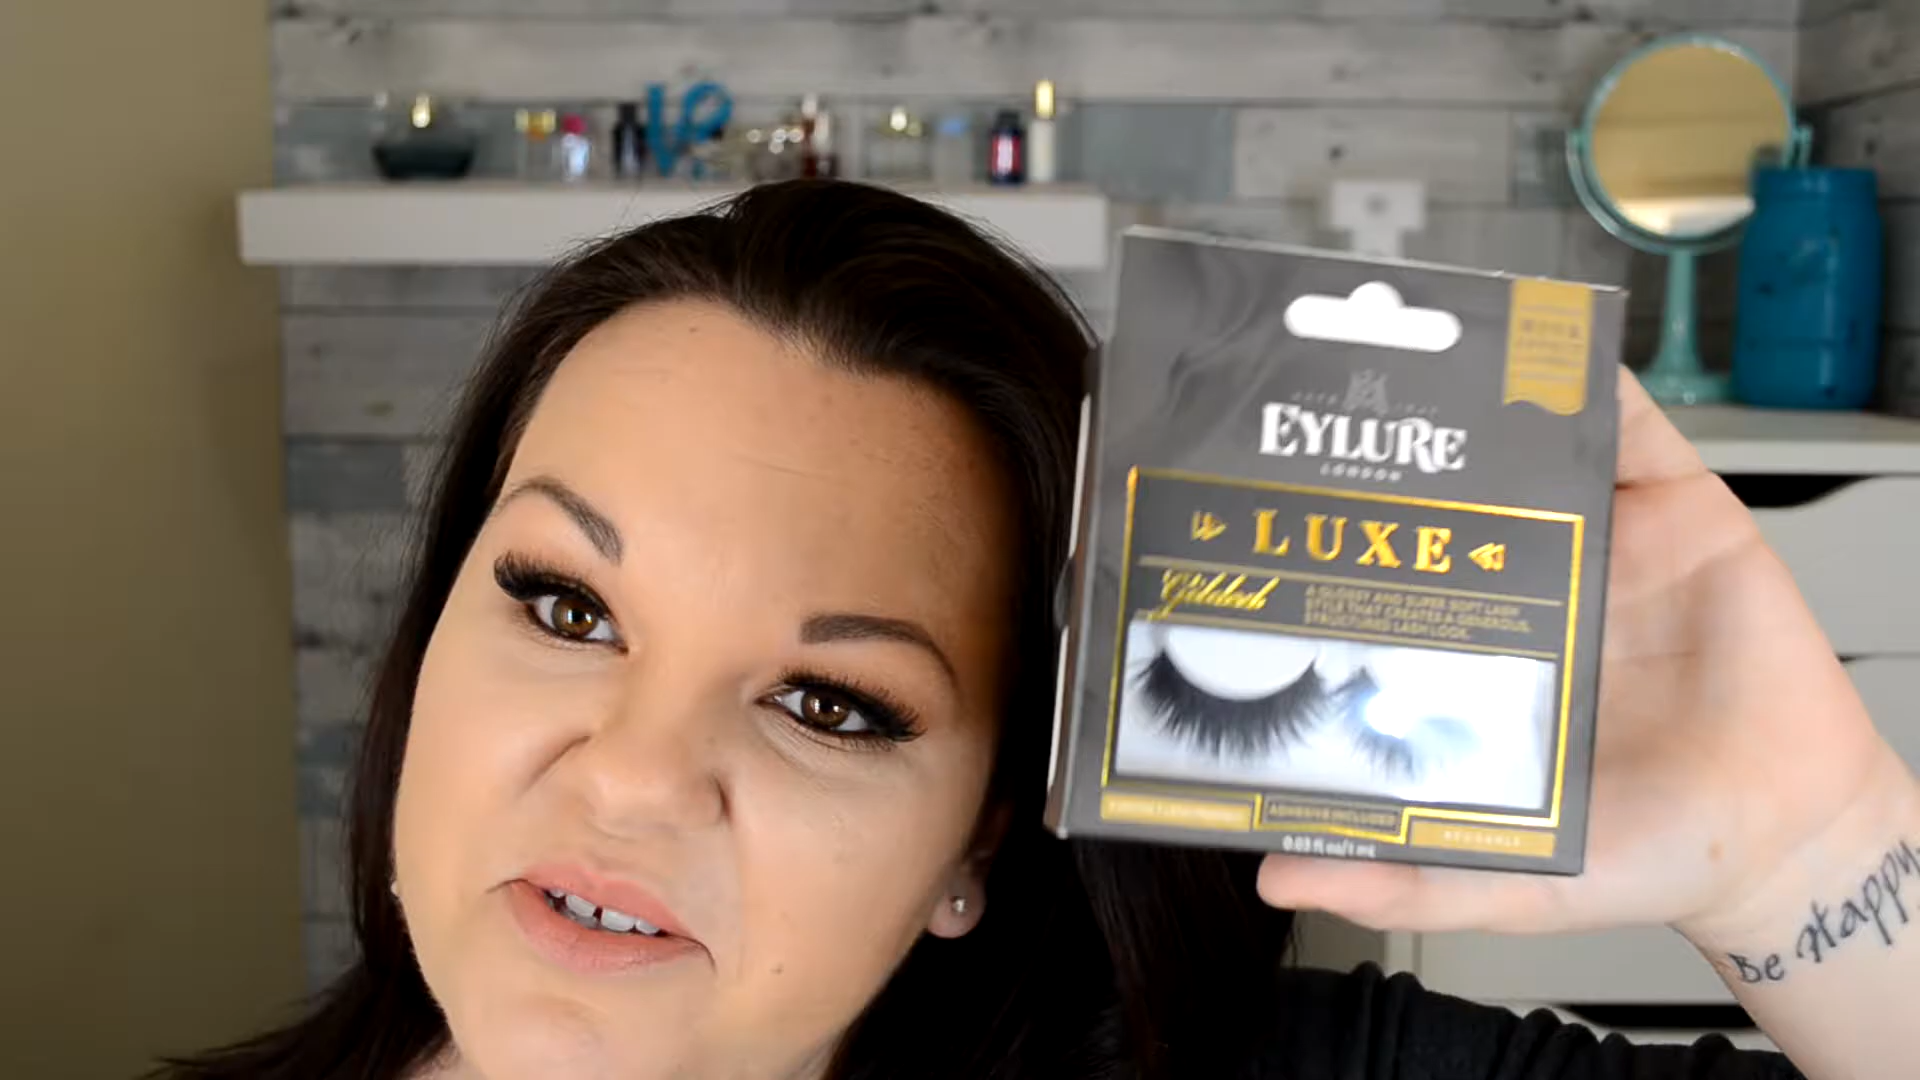 EYLURE
LONDON
LUXE
Gilded
A GLOSSY AND SUPER SOFT LASH
STYLE THAT CREATES A GENEROUS,
STRUCTURED LASH LOOK.
ADHESIVE INCLUDED
REUSABLE
0.03 fl oz/1 mL
Be Happy